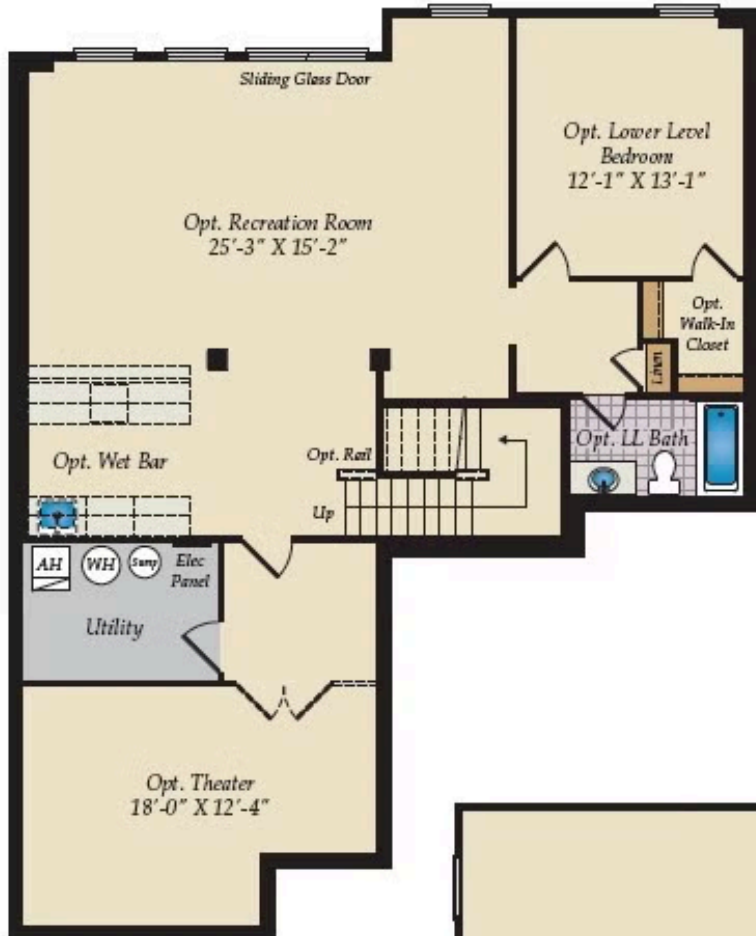 Sliding Glass Door
Opt. Lower Level
Bedroom
12'-1" X 13'-1"
Opt. Recreation Room
25'-3" X 15'-2"
Opt.
Walk-In
Closet
Linen
Opt. LL Bath
Opt. Wet Bar
Opt. Rail
Up
AH
WH
Sump
Elec
Panel
Utility
Opt. Theater
18'-0" X 12'-4"